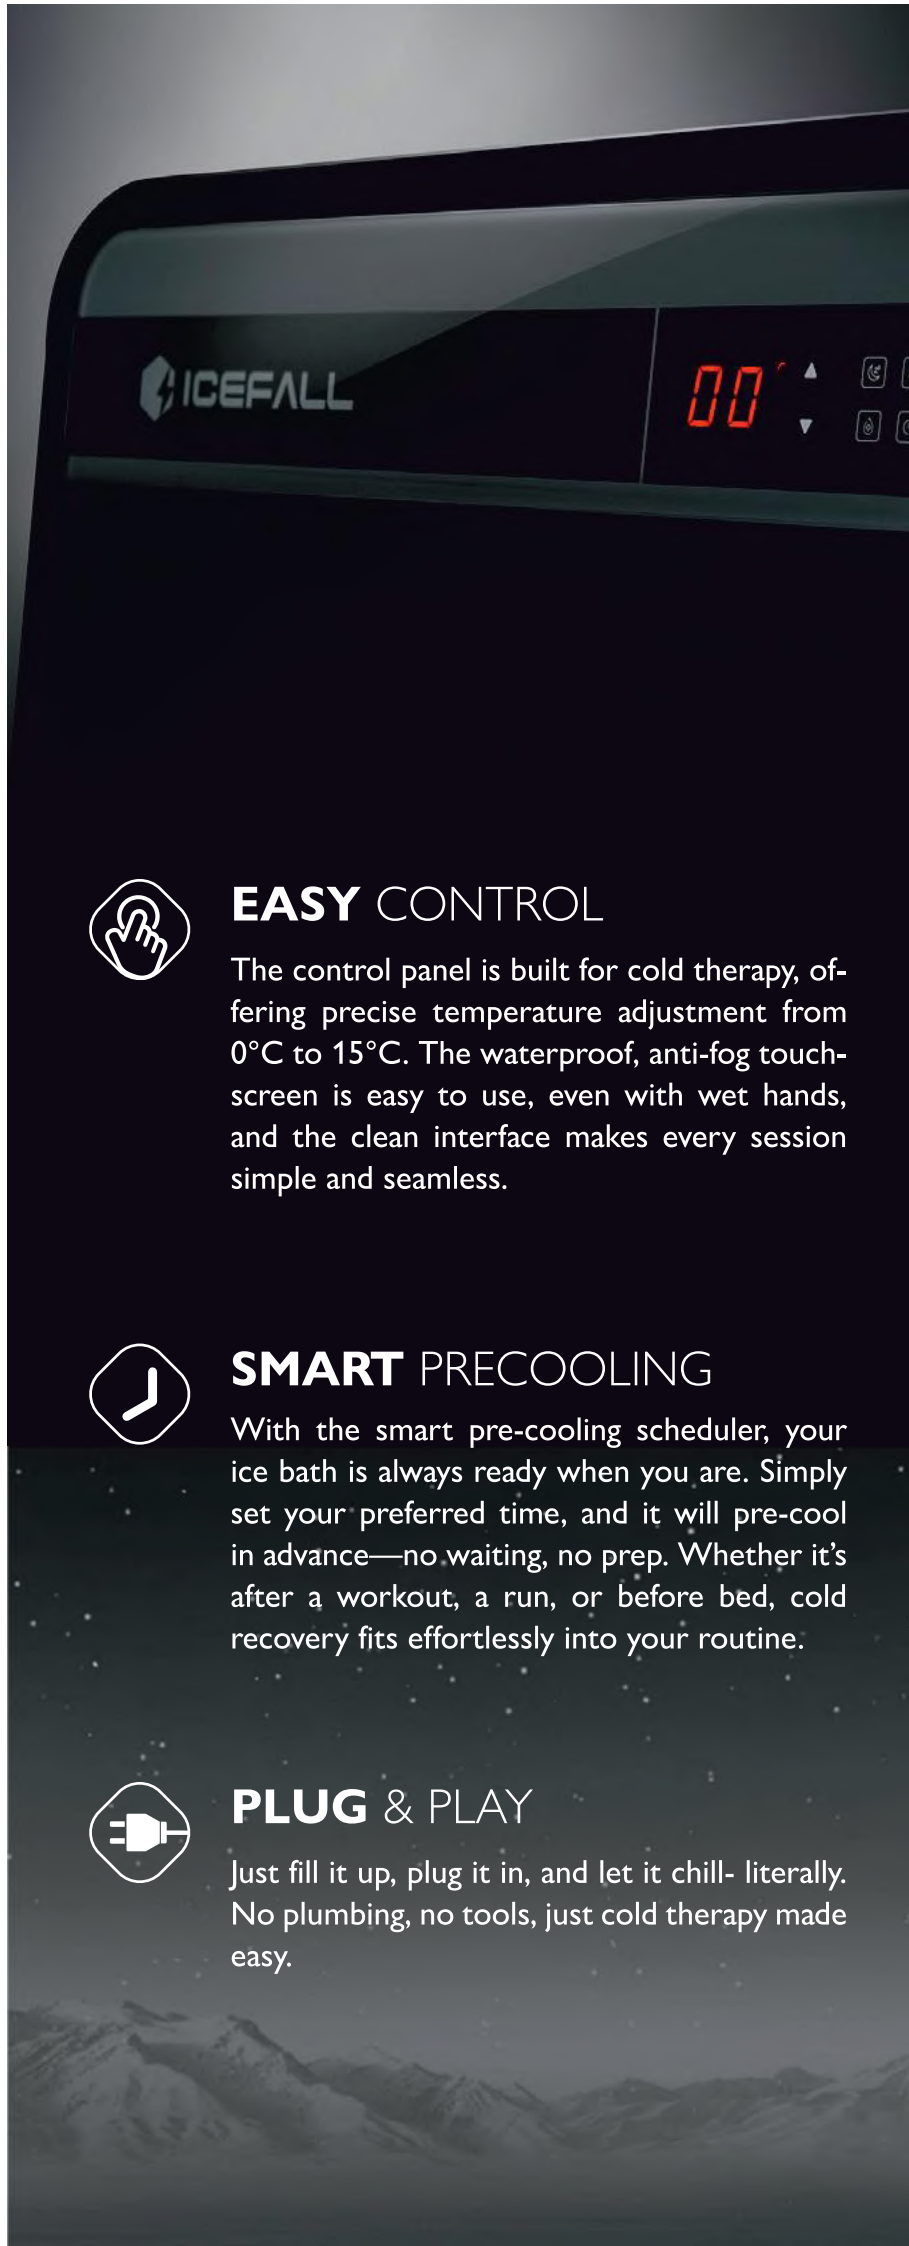 ICEFALL
00
EASY CONTROL
The control panel is built for cold therapy, of-
fering precise temperature adjustment from
0°C to 15°C. The waterproof, anti-fog touch-
screen is easy to use, even with wet hands,
and the clean interface makes every session
simple and seamless.
SMART PRECOOLING
With the smart pre-cooling scheduler, your
ice bath is always ready when you are. Simply
set your preferred time, and it will pre-cool
in advance—no waiting, no prep. Whether it’s
after a workout, a run, or before bed, cold
recovery fits effortlessly into your routine.
PLUG & PLAY
Just fill it up, plug it in, and let it chill- literally.
No plumbing, no tools, just cold therapy made
easy.